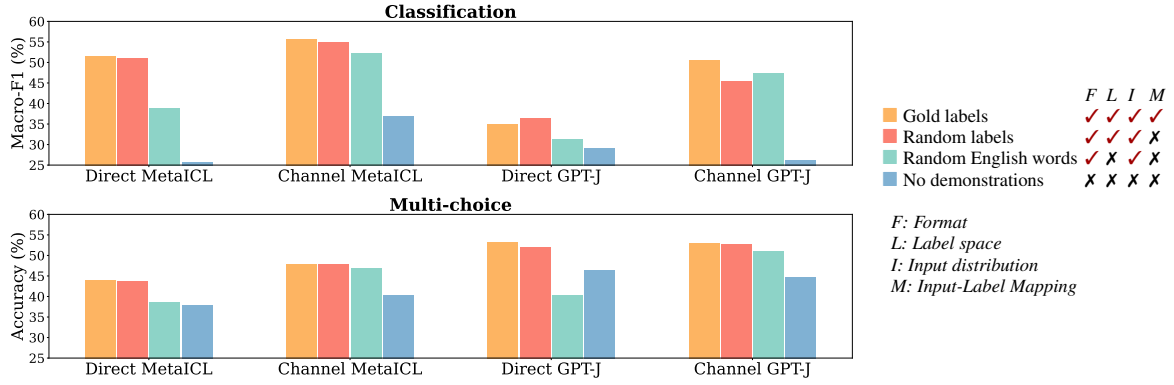 Classification
Macro-F1 (%)
60
55
50
45
40
35
30
25
Direct MetaICL Channel MetaICL Direct GPT-J Channel GPT-J
Multi-choice
Accuracy (%)
60
55
50
45
40
35
30
25
Direct MetaICL Channel MetaICL Direct GPT-J Channel GPT-J
F L I M
Gold labels ✓ ✓ ✓ ✓
Random labels ✓ ✓ ✓ ✗
Random English words ✓ ✗ ✓ ✗
No demonstrations ✗ ✗ ✗ ✗
F: Format
L: Label space
I: Input distribution
M: Input-Label Mapping